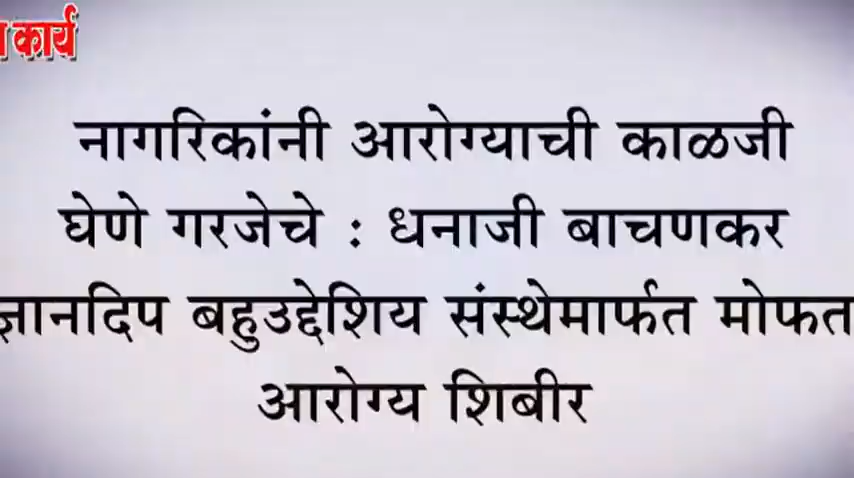 कार्य
नागरिकांनी आरोग्याची काळजी
घेणे गरजेचे : धनाजी बाचणकर
ज्ञानदिप बहुउद्देशिय संस्थेमार्फत मोफत
आरोग्य शिबीर